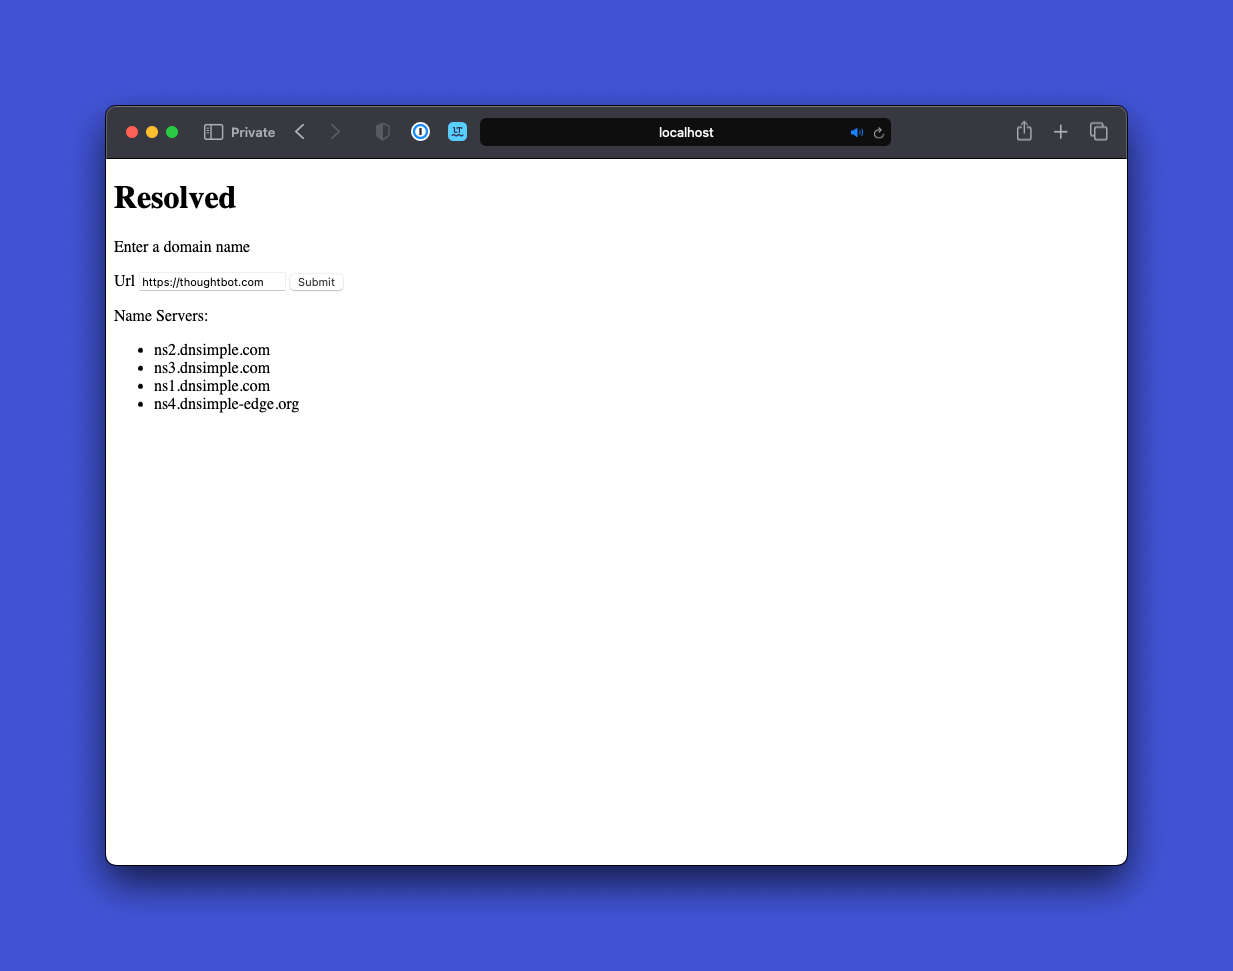 Private
localhost
Resolved
Enter a domain name
Url https://thoughtbot.com Submit
Name Servers:
ns2.dnsimple.com
ns3.dnsimple.com
ns1.dnsimple.com
ns4.dnsimple-edge.org